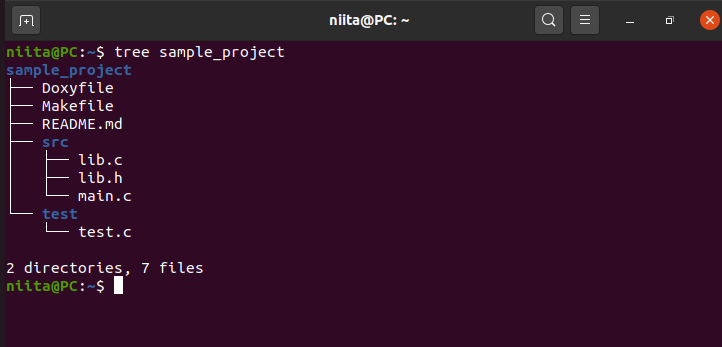 niita@PC: ~
niita@PC:~$ tree sample_project
sample_project
├── Doxyfile
├── Makefile
├── README.md
├── src
│   ├── lib.c
│   ├── lib.h
│   └── main.c
└── test
    └── test.c
2 directories, 7 files
niita@PC:~$